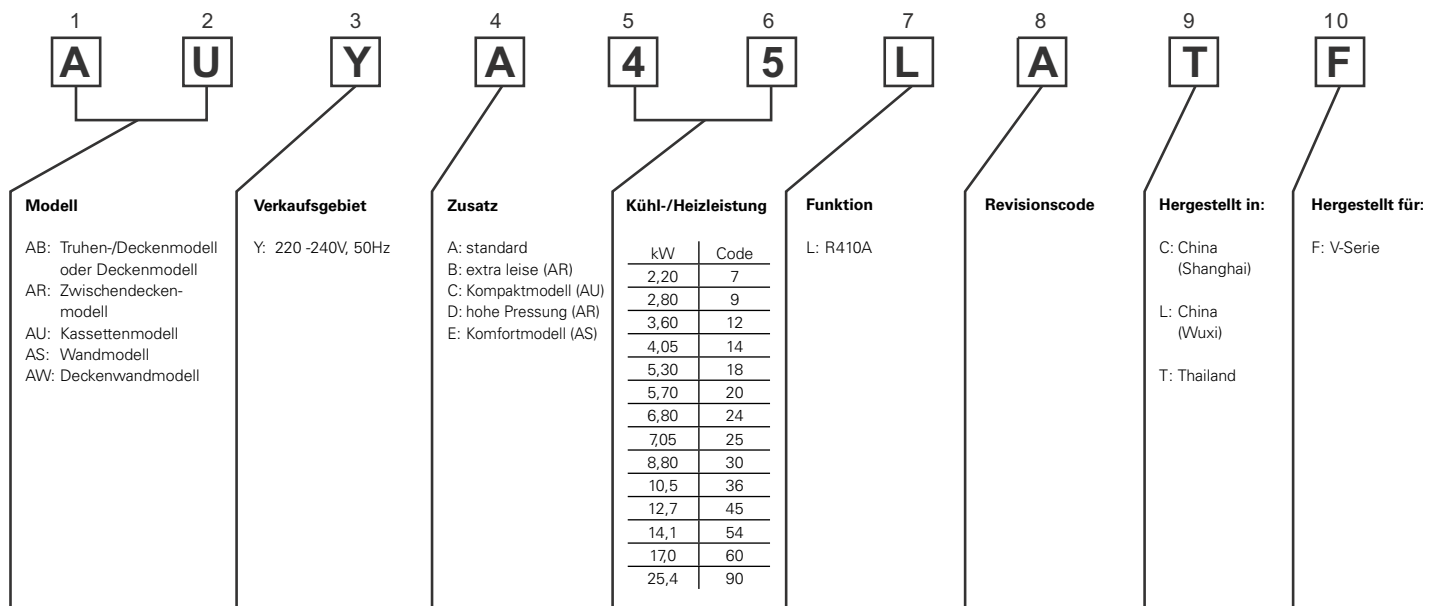 1 2 3 4 5 6 7 8 9 10
A U Y A 4 5 L A T F
Modell
AB: Truhen-/Deckenmodell
oder Deckenmodell
AR: Zwischendecken-
modell
AU: Kassettenmodell
AS: Wandmodell
AW: Deckenwandmodell
Verkaufsgebiet
Y: 220 -240V, 50Hz
Zusatz
A: standard
B: extra leise (AR)
C: Kompaktmodell (AU)
D: hohe Pressung (AR)
E: Komfortmodell (AS)
Kühl-/Heizleistung
kW Code
2,20 7
2,80 9
3,60 12
4,05 14
5,30 18
5,70 20
6,80 24
7,05 25
8,80 30
10,5 36
12,7 45
14,1 54
17,0 60
25,4 90
Funktion
L: R410A
Revisionscode
Hergestellt in:
C: China
(Shanghai)
L: China
(Wuxi)
T: Thailand
Hergestellt für:
F: V-Serie